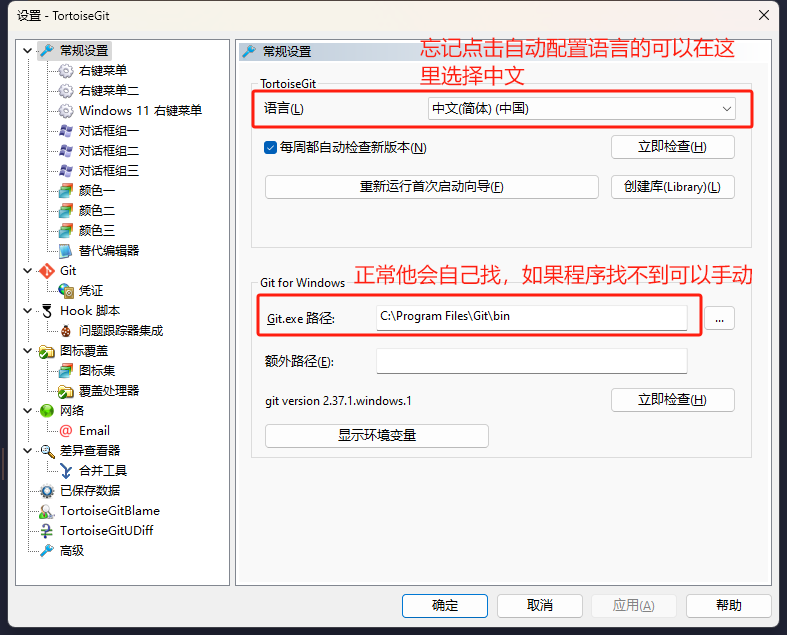 设置 - TortoiseGit
常规设置
右键菜单
右键菜单二
Windows 11 右键菜单
对话框组一
对话框组二
对话框组三
颜色一
颜色二
颜色三
替代编辑器
Git
凭证
Hook 脚本
问题跟踪器集成
图标覆盖
图标集
覆盖处理器
网络
Email
差异查看器
合并工具
已保存数据
TortoiseGitBlame
TortoiseGitUDiff
高级
常规设置
忘记点击自动配置语言的可以在这
里选择中文
TortoiseGit
语言(L)
中文(简体) (中国)
每周都自动检查新版本(N)
立即检查(H)
重新运行首次启动向导(F)
创建库(Library)(L)
正常他会自己找，如果程序找不到可以手动
Git for Windows
Git.exe 路径:
C:\Program Files\Git\bin
...
额外路径(E):
git version 2.37.1.windows.1
立即检查(H)
显示环境变量
确定
取消
应用(A)
帮助